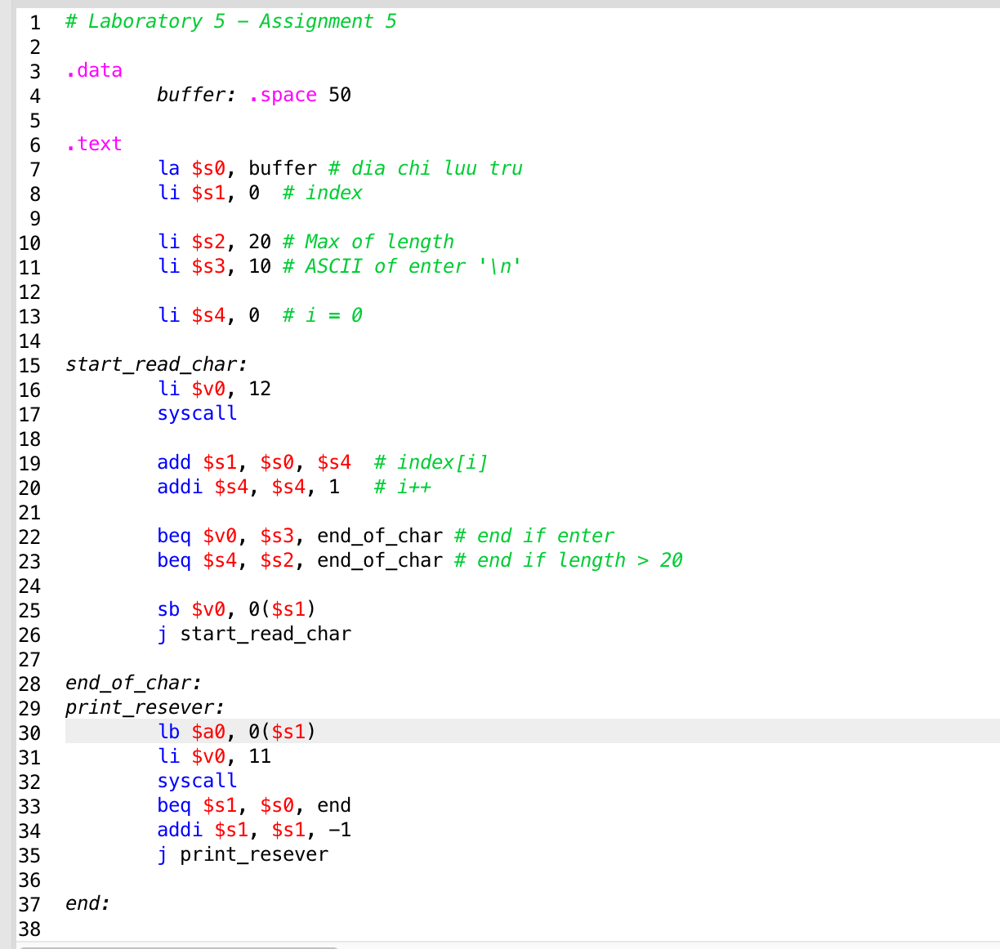 1 # Laboratory 5 - Assignment 5
2
3 .data
4 buffer: .space 50
5
6 .text
7 la $s0, buffer # dia chi luu tru
8 li $s1, 0 # index
9
10 li $s2, 20 # Max of length
11 li $s3, 10 # ASCII of enter '\n'
12
13 li $s4, 0 # i = 0
14
15 start_read_char:
16 li $v0, 12
17 syscall
18
19 add $s1, $s0, $s4 # index[i]
20 addi $s4, $s4, 1 # i++
21
22 beq $v0, $s3, end_of_char # end if enter
23 beq $s4, $s2, end_of_char # end if length > 20
24
25 sb $v0, 0($s1)
26 j start_read_char
27
28 end_of_char:
29 print_resever:
30 lb $a0, 0($s1)
31 li $v0, 11
32 syscall
33 beq $s1, $s0, end
34 addi $s1, $s1, -1
35 j print_resever
36
37 end:
38